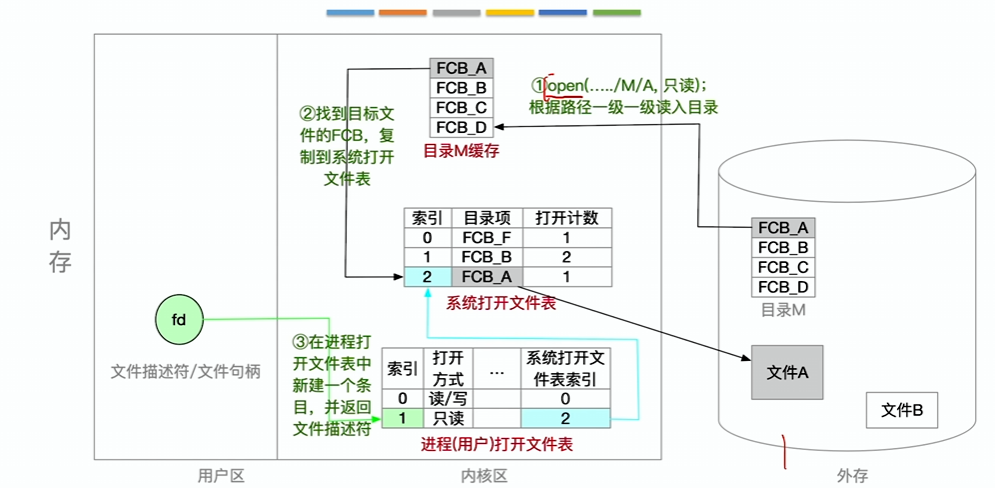 FCB_A
FCB_B
FCB_C
FCB_D
目录M缓存
①open(…../M/A, 只读);
根据路径一级一级读入目录
②找到目标文
件的FCB，复
制到系统打开
文件表
内
存
索引 目录项 打开计数
0 FCB_F 1
1 FCB_B 2
2 FCB_A 1
系统打开文件表
FCB_A
FCB_B
FCB_C
FCB_D
目录M
文件A
文件B
fd
文件描述符/文件句柄
③在进程打
开文件表中
新建一个条
目，并返回
文件描述符
索引 打开方式 … 系统打开文件表索引
0 读/写 0
1 只读 2
进程(用户)打开文件表
用户区
内核区
外存